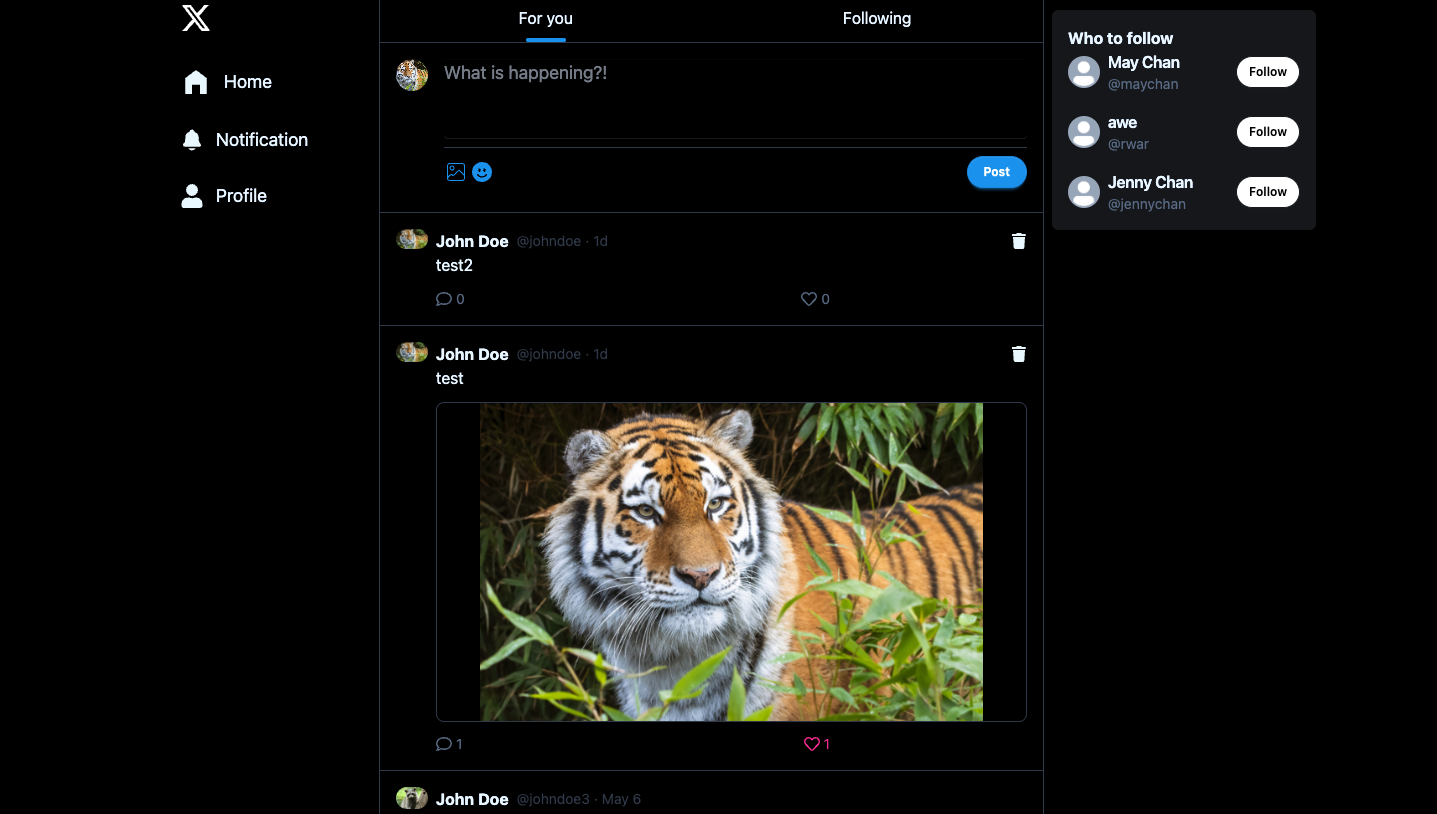 For you
Following
Home
Notification
Profile
What is happening?!
Post
John Doe @johndoe · 1d
test2
0
0
John Doe @johndoe · 1d
test
1
1
John Doe @johndoe3 · May 6
Who to follow
May Chan
@maychan
Follow
awe
@rwar
Follow
Jenny Chan
@jennychan
Follow